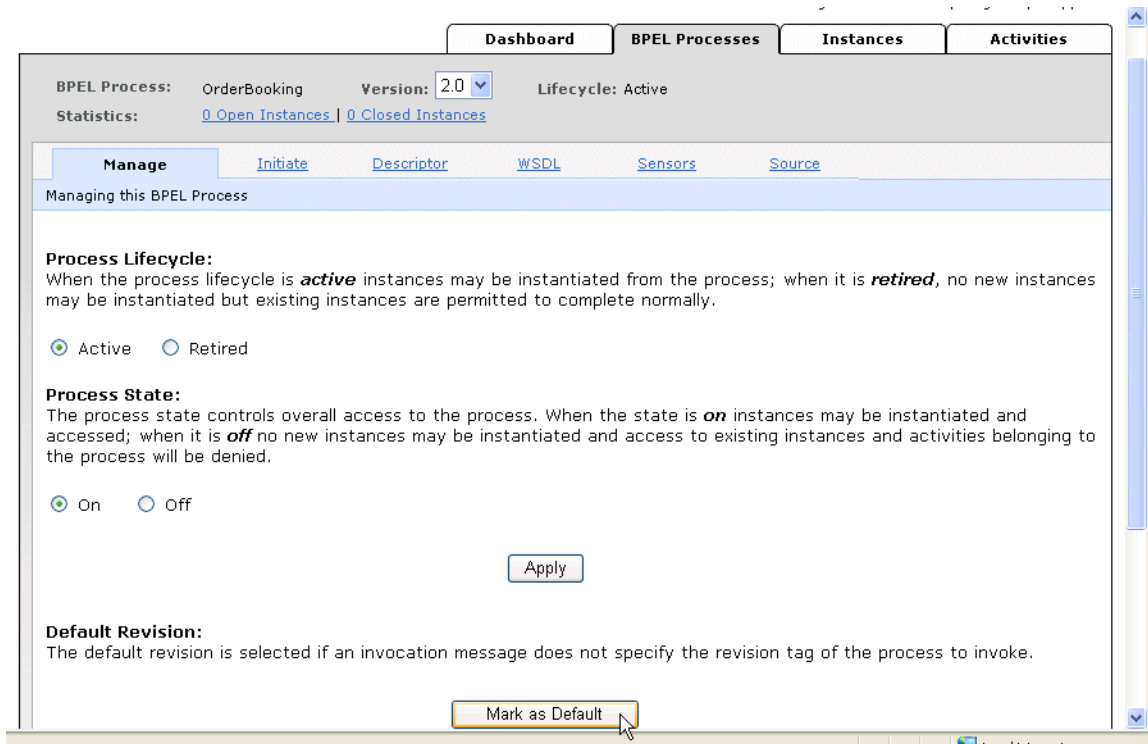 Dashboard BPEL Processes Instances Activities
BPEL Process: OrderBooking Version: 2.0 Lifecycle: Active
Statistics: 0 Open Instances | 0 Closed Instances
Manage Initiate Descriptor WSDL Sensors Source
Managing this BPEL Process
Process Lifecycle:
When the process lifecycle is active instances may be instantiated from the process; when it is retired, no new instances
may be instantiated but existing instances are permitted to complete normally.
Active Retired
Process State:
The process state controls overall access to the process. When the state is on instances may be instantiated and
accessed; when it is off no new instances may be instantiated and access to existing instances and activities belonging to
the process will be denied.
On Off
Apply
Default Revision:
The default revision is selected if an invocation message does not specify the revision tag of the process to invoke.
Mark as Default